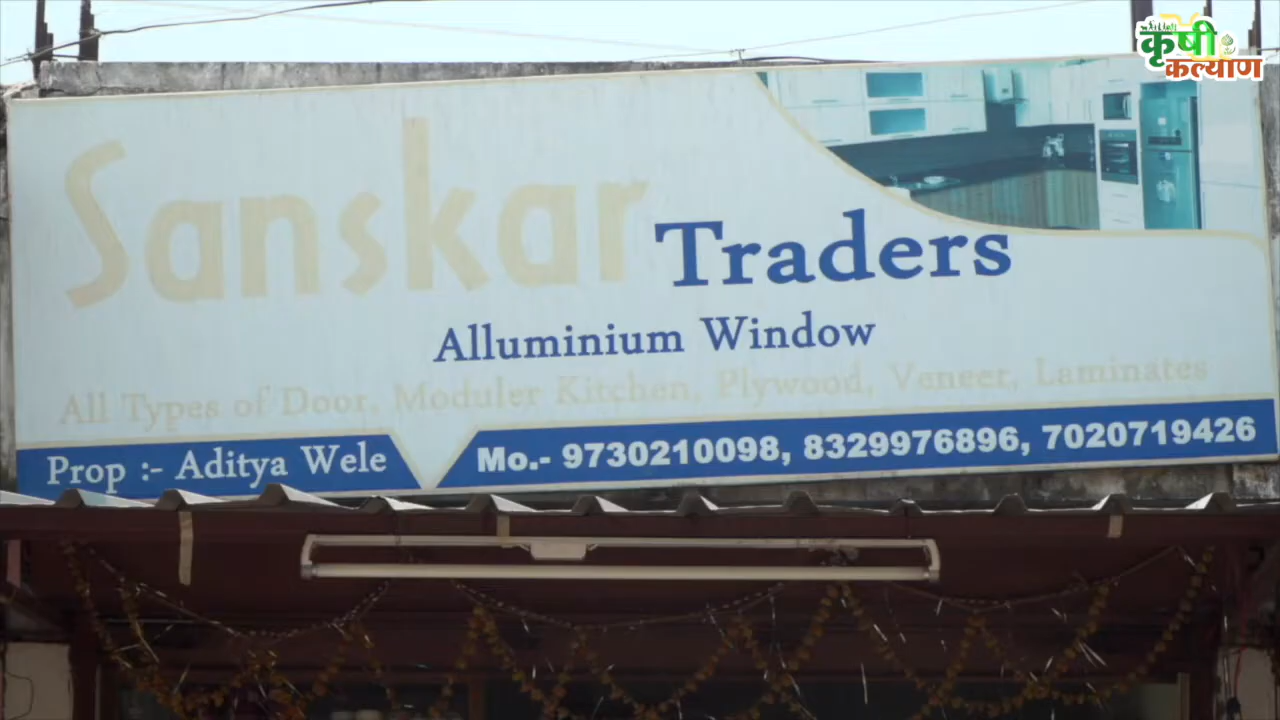 कृषी
कल्याण
Sanskar Traders
Alluminium Window
All Types of Door, Moduler Kitchen, Plywood, Veneer, Laminates
Prop :- Aditya Wele
Mo.- 9730210098, 8329976896, 7020719426